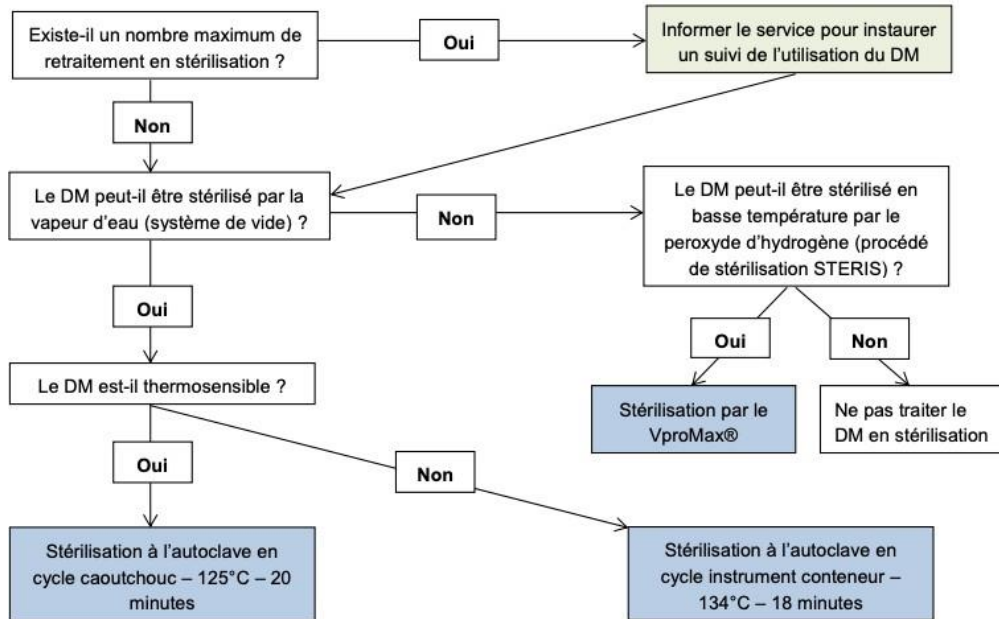 Existe-il un nombre maximum de
retraitement en stérilisation ?
Oui
Informer le service pour instaurer
un suivi de l'utilisation du DM
Non
Le DM peut-il être stérilisé par la
vapeur d'eau (système de vide) ?
Non
Le DM peut-il être stérilisé en
basse température par le
peroxyde d'hydrogène (procédé
de stérilisation STERIS) ?
Oui
Oui
Non
Le DM est-il thermosensible ?
Stérilisation par le
VproMax®
Ne pas traiter le
DM en stérilisation
Oui
Non
Stérilisation à l'autoclave en
cycle caoutchouc – 125°C – 20
minutes
Stérilisation à l'autoclave en
cycle instrument conteneur –
134°C – 18 minutes